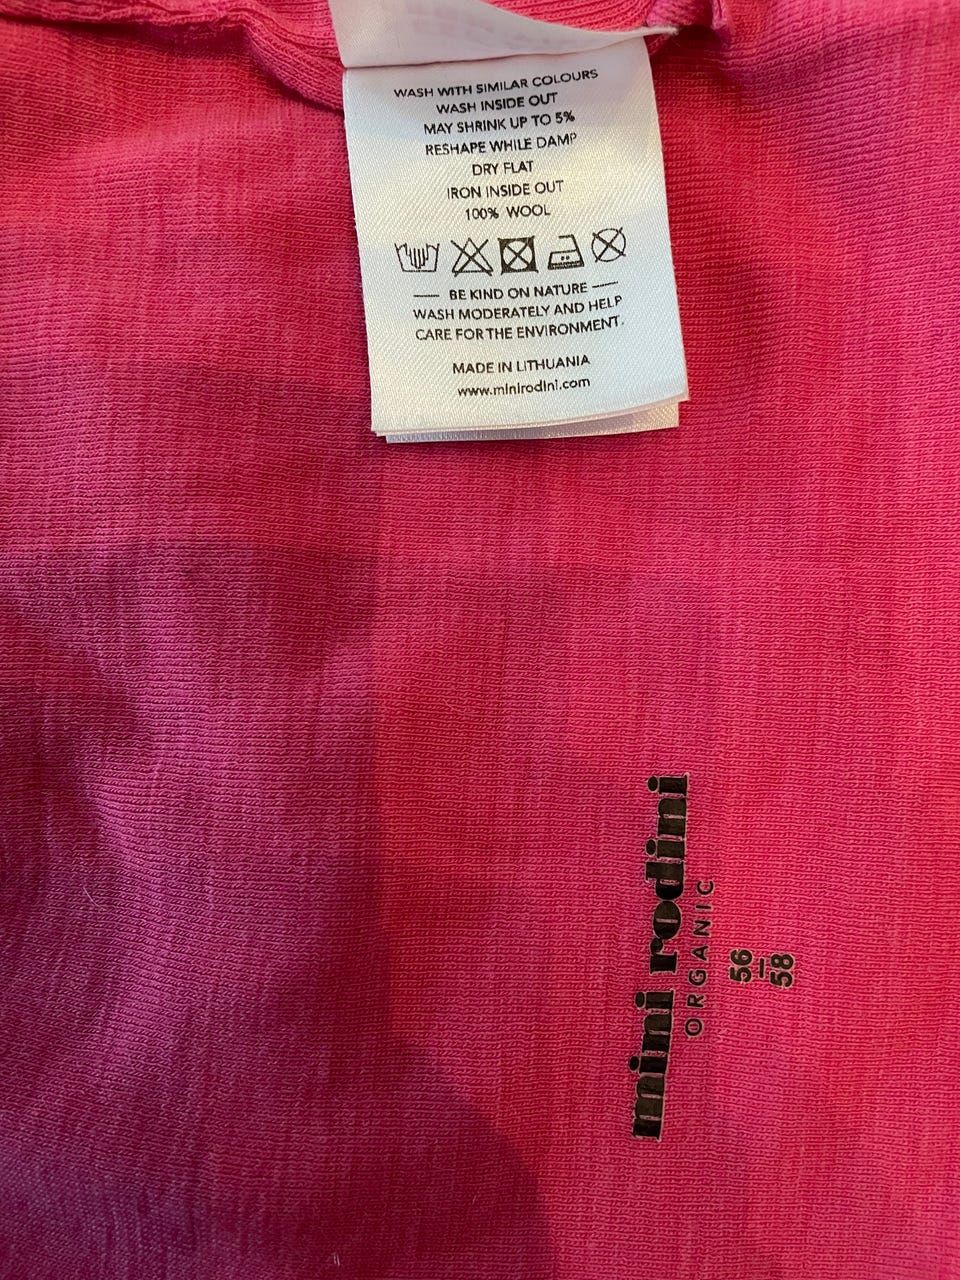 WASH WITH SIMILAR COLOURS
WASH INSIDE OUT
MAY SHRINK UP TO 5%
RESHAPE WHILE DAMP
DRY FLAT
IRON INSIDE OUT
100% WOOL
BE KIND ON NATURE
WASH MODERATELY AND HELP
CARE FOR THE ENVIRONMENT.
MADE IN LITHUANIA
www.minirodini.com
mini rodini
ORGANIC
56
–
58